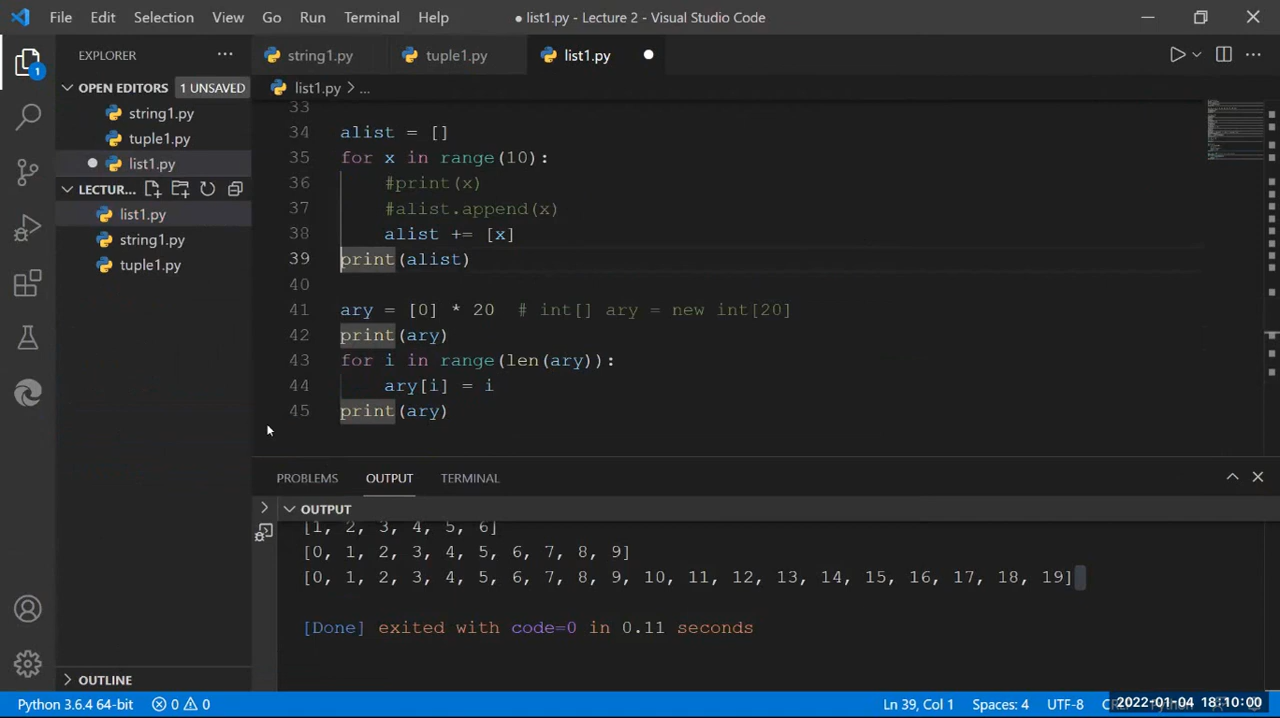 File Edit Selection View Go Run Terminal Help
● list1.py - Lecture 2 - Visual Studio Code
EXPLORER ...
string1.py tuple1.py list1.py
OPEN EDITORS 1 UNSAVED
list1.py > ...
string1.py
tuple1.py
list1.py
LECTUR...
list1.py
string1.py
tuple1.py
1
33
34 alist = []
35 for x in range(10):
36 #print(x)
37 #alist.append(x)
38 alist += [x]
39 print(alist)
40
41 ary = [0] * 20 # int[] ary = new int[20]
42 print(ary)
43 for i in range(len(ary)):
44 ary[i] = i
45 print(ary)
PROBLEMS OUTPUT TERMINAL
OUTPUT
[1, 2, 3, 4, 5, 6]
[0, 1, 2, 3, 4, 5, 6, 7, 8, 9]
[0, 1, 2, 3, 4, 5, 6, 7, 8, 9, 10, 11, 12, 13, 14, 15, 16, 17, 18, 19]
[Done] exited with code=0 in 0.11 seconds
OUTLINE
Python 3.6.4 64-bit 0 0 Ln 39, Col 1 Spaces: 4 UTF-8 2022-01-04 18:10:00